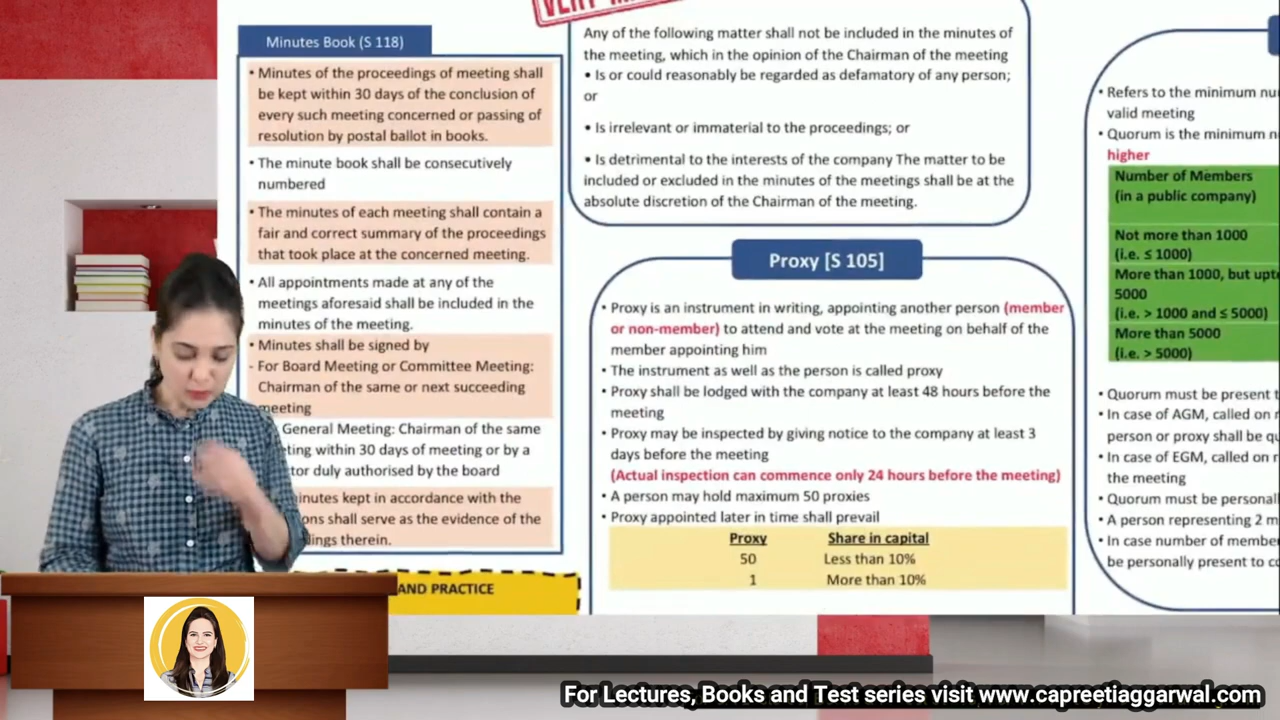 VERY
Minutes Book (S 118)
• Minutes of the proceedings of meeting shall
be kept within 30 days of the conclusion of
every such meeting concerned or passing of
resolution by postal ballot in books.
• The minute book shall be consecutively
numbered
• The minutes of each meeting shall contain a
fair and correct summary of the proceedings
that took place at the concerned meeting.
• All appointments made at any of the
meetings aforesaid shall be included in the
minutes of the meeting.
• Minutes shall be signed by
- For Board Meeting or Committee Meeting:
Chairman of the same or next succeeding
meeting
General Meeting: Chairman of the same
within 30 days of meeting or by a
duly authorised by the board
kept in accordance with the
shall serve as the evidence of the
therein.
AND PRACTICE
Any of the following matter shall not be included in the minutes of
the meeting, which in the opinion of the Chairman of the meeting
• Is or could reasonably be regarded as defamatory of any person;
or
• Is irrelevant or immaterial to the proceedings; or
• Is detrimental to the interests of the company The matter to be
included or excluded in the minutes of the meetings shall be at the
absolute discretion of the Chairman of the meeting.
Proxy [S 105]
• Proxy is an instrument in writing, appointing another person (member
or non-member) to attend and vote at the meeting on behalf of the
member appointing him
• The instrument as well as the person is called proxy
• Proxy shall be lodged with the company at least 48 hours before the
meeting
• Proxy may be inspected by giving notice to the company at least 3
days before the meeting
(Actual inspection can commence only 24 hours before the meeting)
• A person may hold maximum 50 proxies
• Proxy appointed later in time shall prevail
Proxy Share in capital
50 Less than 10%
1 More than 10%
• Refers to the minimum
valid meeting
• Quorum is the minimum
higher
Number of Members
(in a public company)
Not more than 1000
(i.e. ≤ 1000)
More than 1000, but
5000
(i.e. > 1000 and ≤ 5000)
More than 5000
(i.e. > 5000)
• Quorum must be present
• In case of AGM, called on
person or proxy shall be
• In case of EGM, called on
the meeting
• Quorum must be
• A person representing 2
• In case number of
be personally present to
For Lectures, Books and Test series visit www.capreetiaggarwal.com